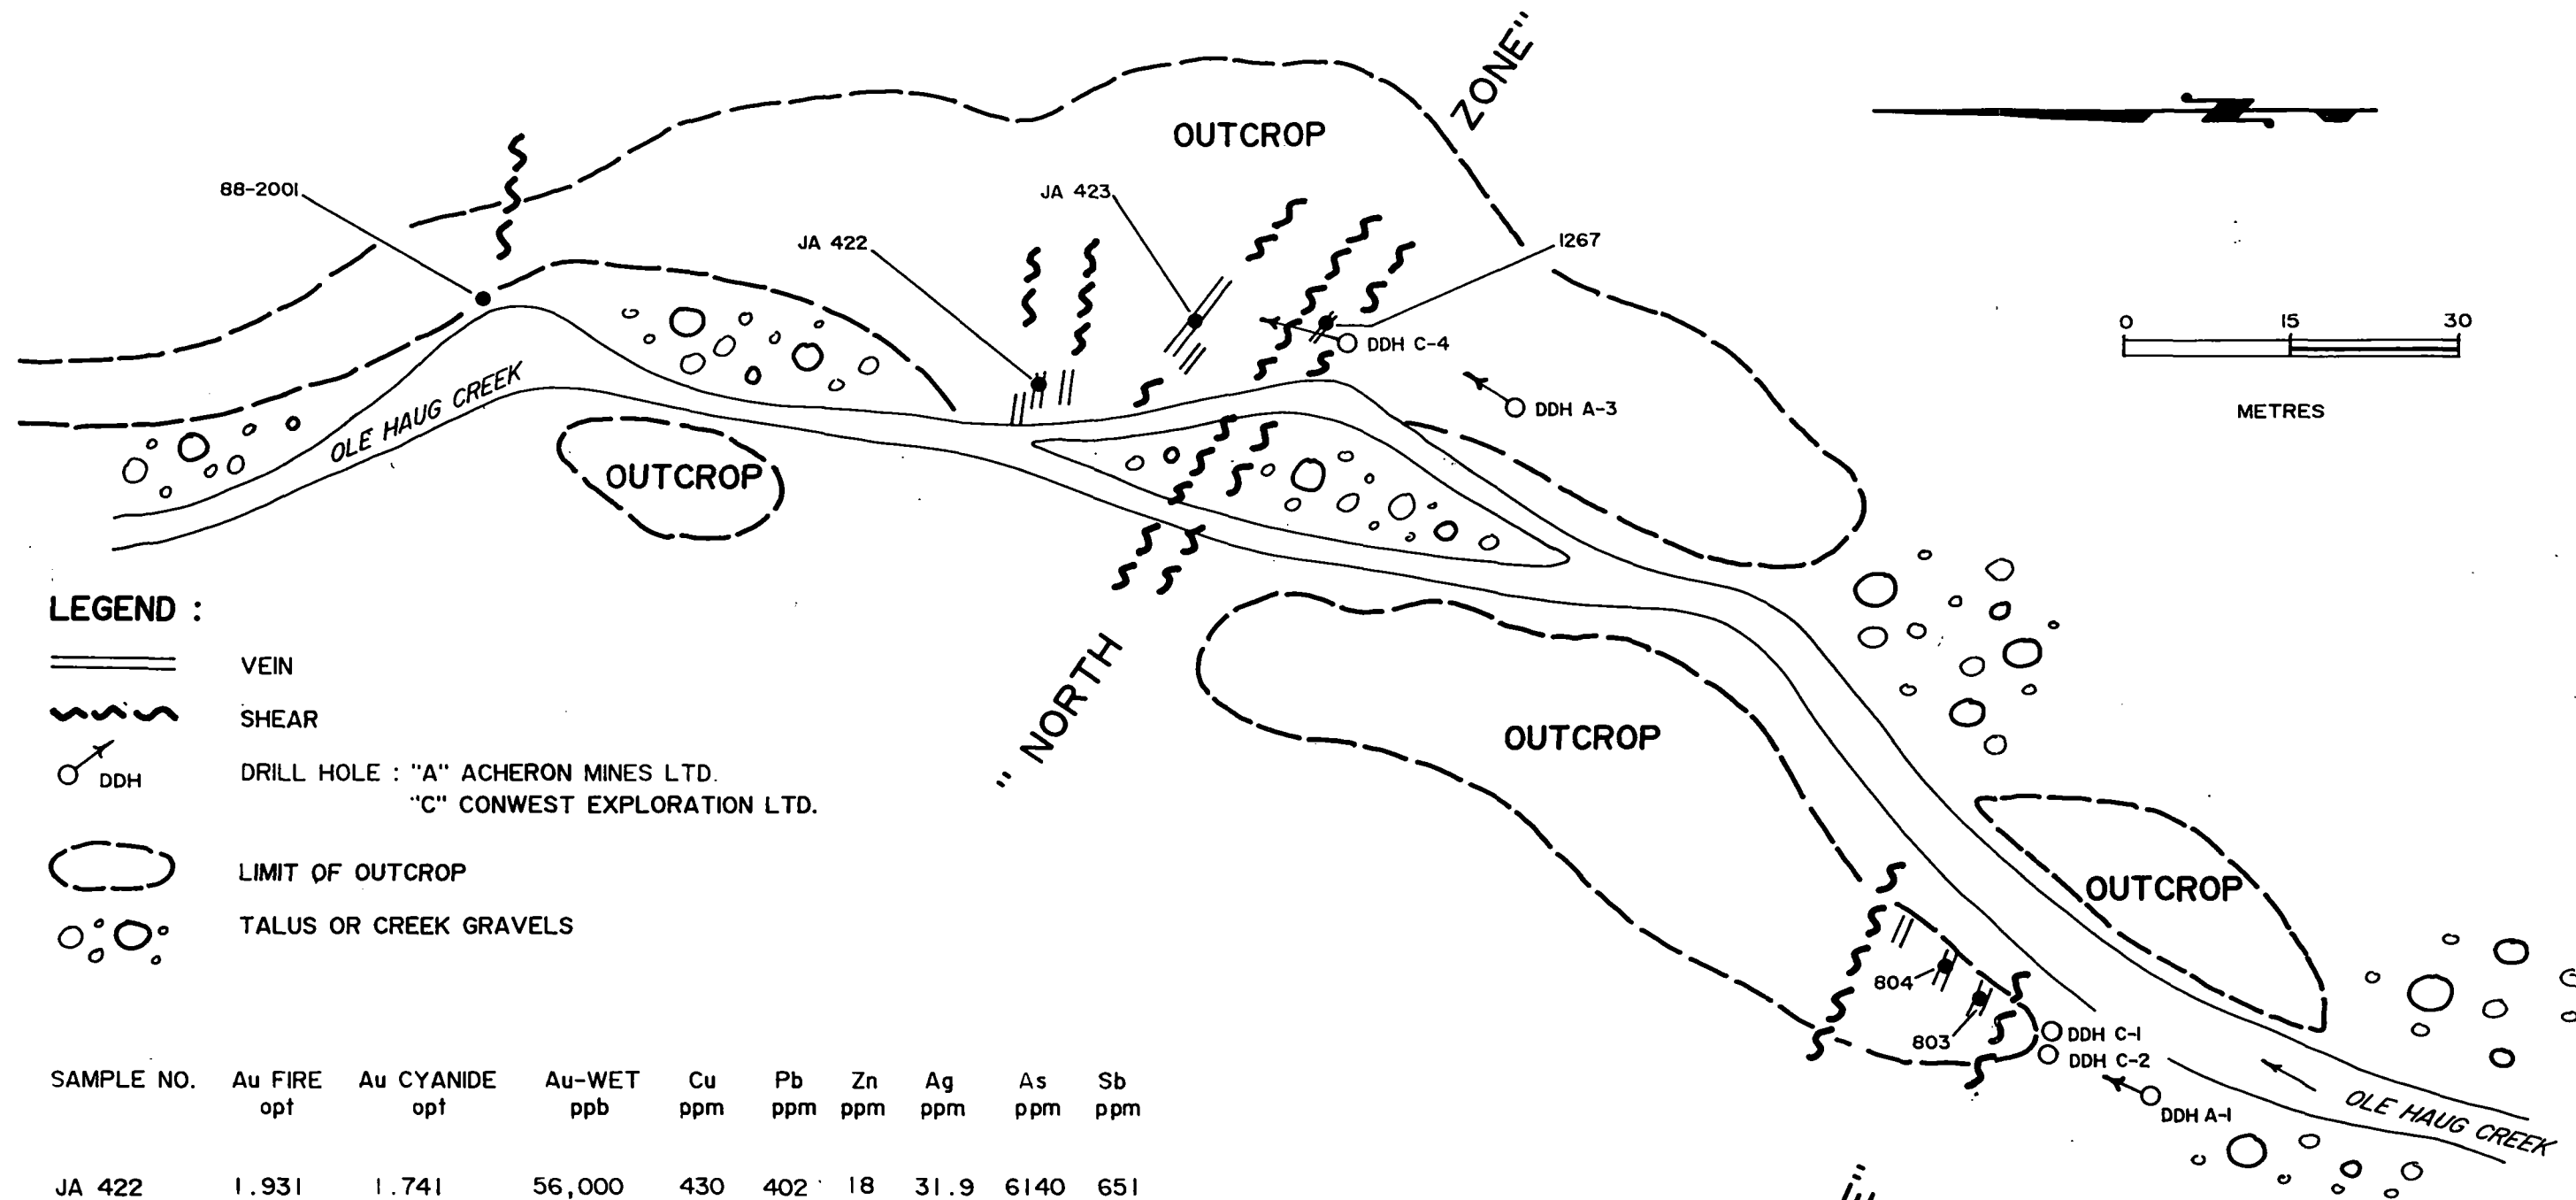 "NORTH ZONE"
OUTCROP
88-2001
JA 423
JA 422
1267
DDH C-4
DDH A-3
0 15 30
METRES
OLE HAUG CREEK
OUTCROP
OUTCROP
OUTCROP
804
803
DDH C-1
DDH C-2
DDH A-1
OLE HAUG CREEK
LEGEND :
VEIN
SHEAR
DDH
DRILL HOLE : "A" ACHERON MINES LTD.
"C" CONWEST EXPLORATION LTD.
LIMIT OF OUTCROP
TALUS OR CREEK GRAVELS
SAMPLE NO. Au FIRE Au CYANIDE Au-WET Cu Pb Zn Ag As Sb
opt opt ppb ppm ppm ppm ppm ppm ppm
JA 422 1.931 1.741 56,000 430 402 18 31.9 6140 651